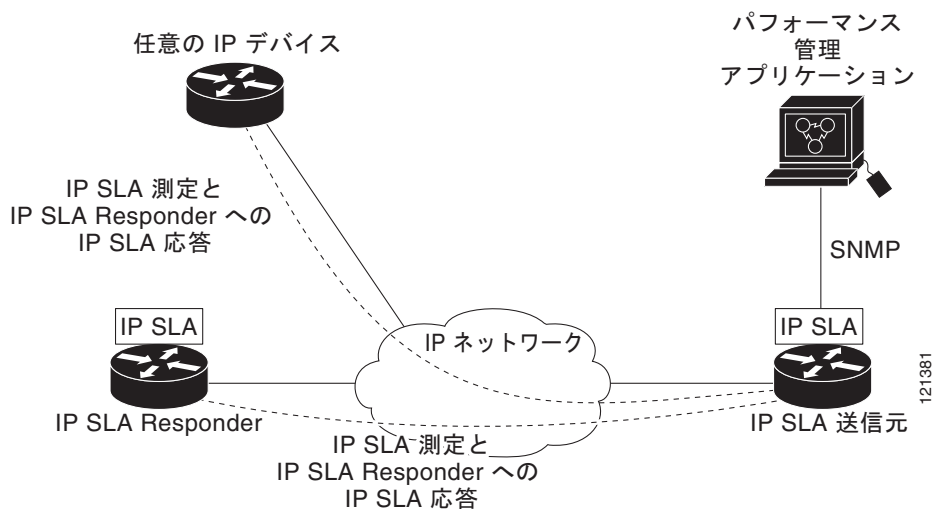 任意の IP デバイス
パフォーマンス
管理
アプリケーション
IP SLA 測定と
IP SLA Responder への
IP SLA 応答
SNMP
IP SLA
IP ネットワーク
IP SLA
IP SLA Responder
IP SLA 送信元
IP SLA 測定と
IP SLA Responder への
IP SLA 応答
121381